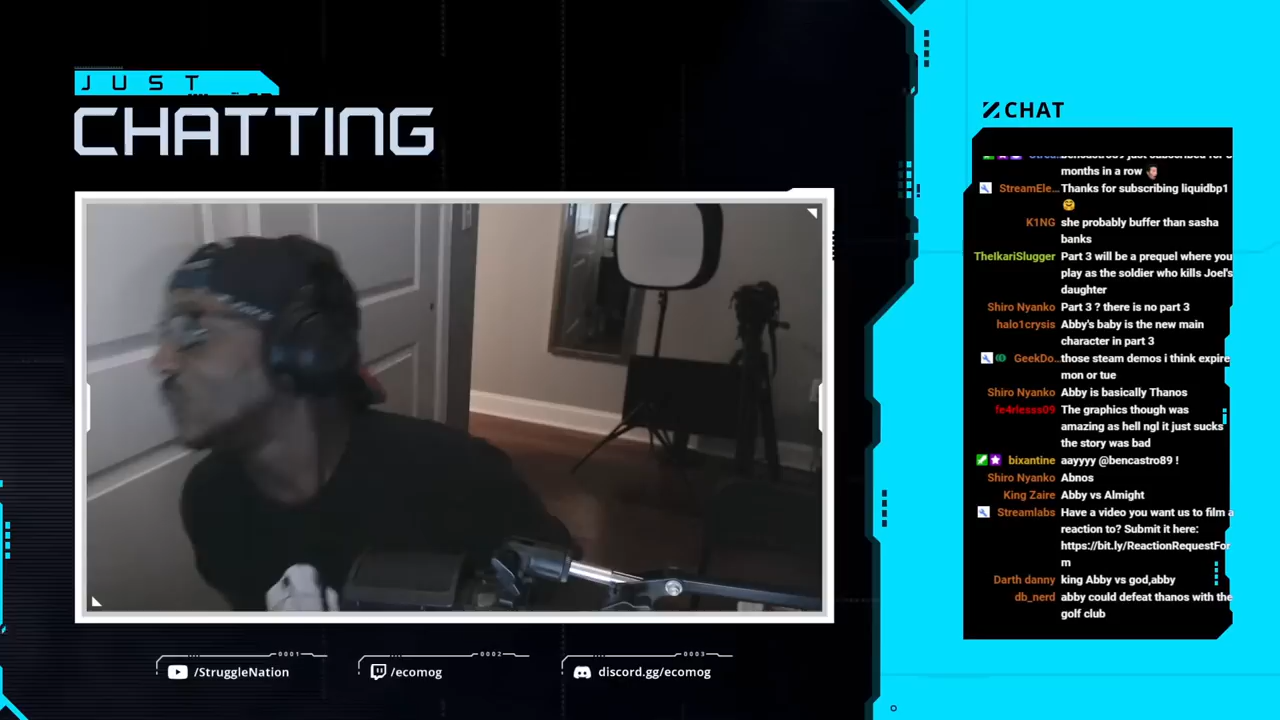 JUST
CHATTING
CHAT
months in a row
StreamEle... Thanks for subscribing liquidbp1
K1NG she probably buffer than sasha
banks
TheIkariSlugger Part 3 will be a prequel where you
play as the soldier who kills Joel's
daughter
Shiro Nyanko Part 3 ? there is no part 3
halo1crysis Abby's baby is the new main
character in part 3
GeekDo... those steam demos i think expire
mon or tue
Shiro Nyanko Abby is basically Thanos
fe4rlesss09 The graphics though was
amazing as hell ngl it just sucks
the story was bad
bixantine aayyyy @bencastro89 !
Shiro Nyanko Abnos
King Zaire Abby vs Almight
Streamlabs Have a video you want us to film a
reaction to? Submit it here:
https://bit.ly/ReactionRequestFor
m
Darth danny king Abby vs god,abby
db_nerd abby could defeat thanos with the
golf club
0001
/StruggleNation
0002
/ecomog
0003
discord.gg/ecomog